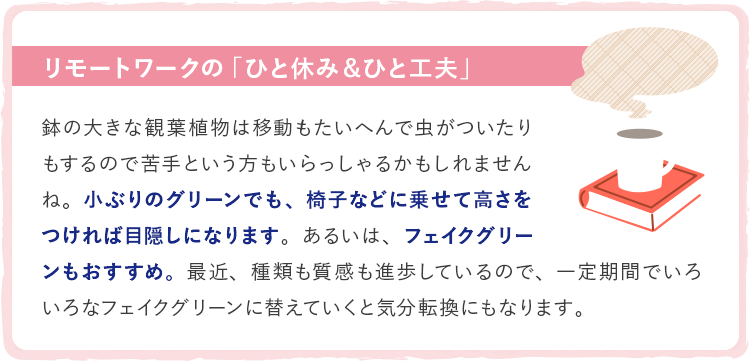 リモートワークの「ひと休み&ひと工夫」
鉢の大きな観葉植物は移動もたいへんで虫がついたり
もするので苦手という方もいらっしゃるかもしれません
ね。小ぶりのグリーンでも、椅子などに乗せて高さを
つければ目隠しになります。あるいは、フェイクグリー
ンもおすすめ。最近、種類も質感も進歩しているので、一定期間でいろ
いろなフェイクグリーンに替えていくと気分転換にもなります。